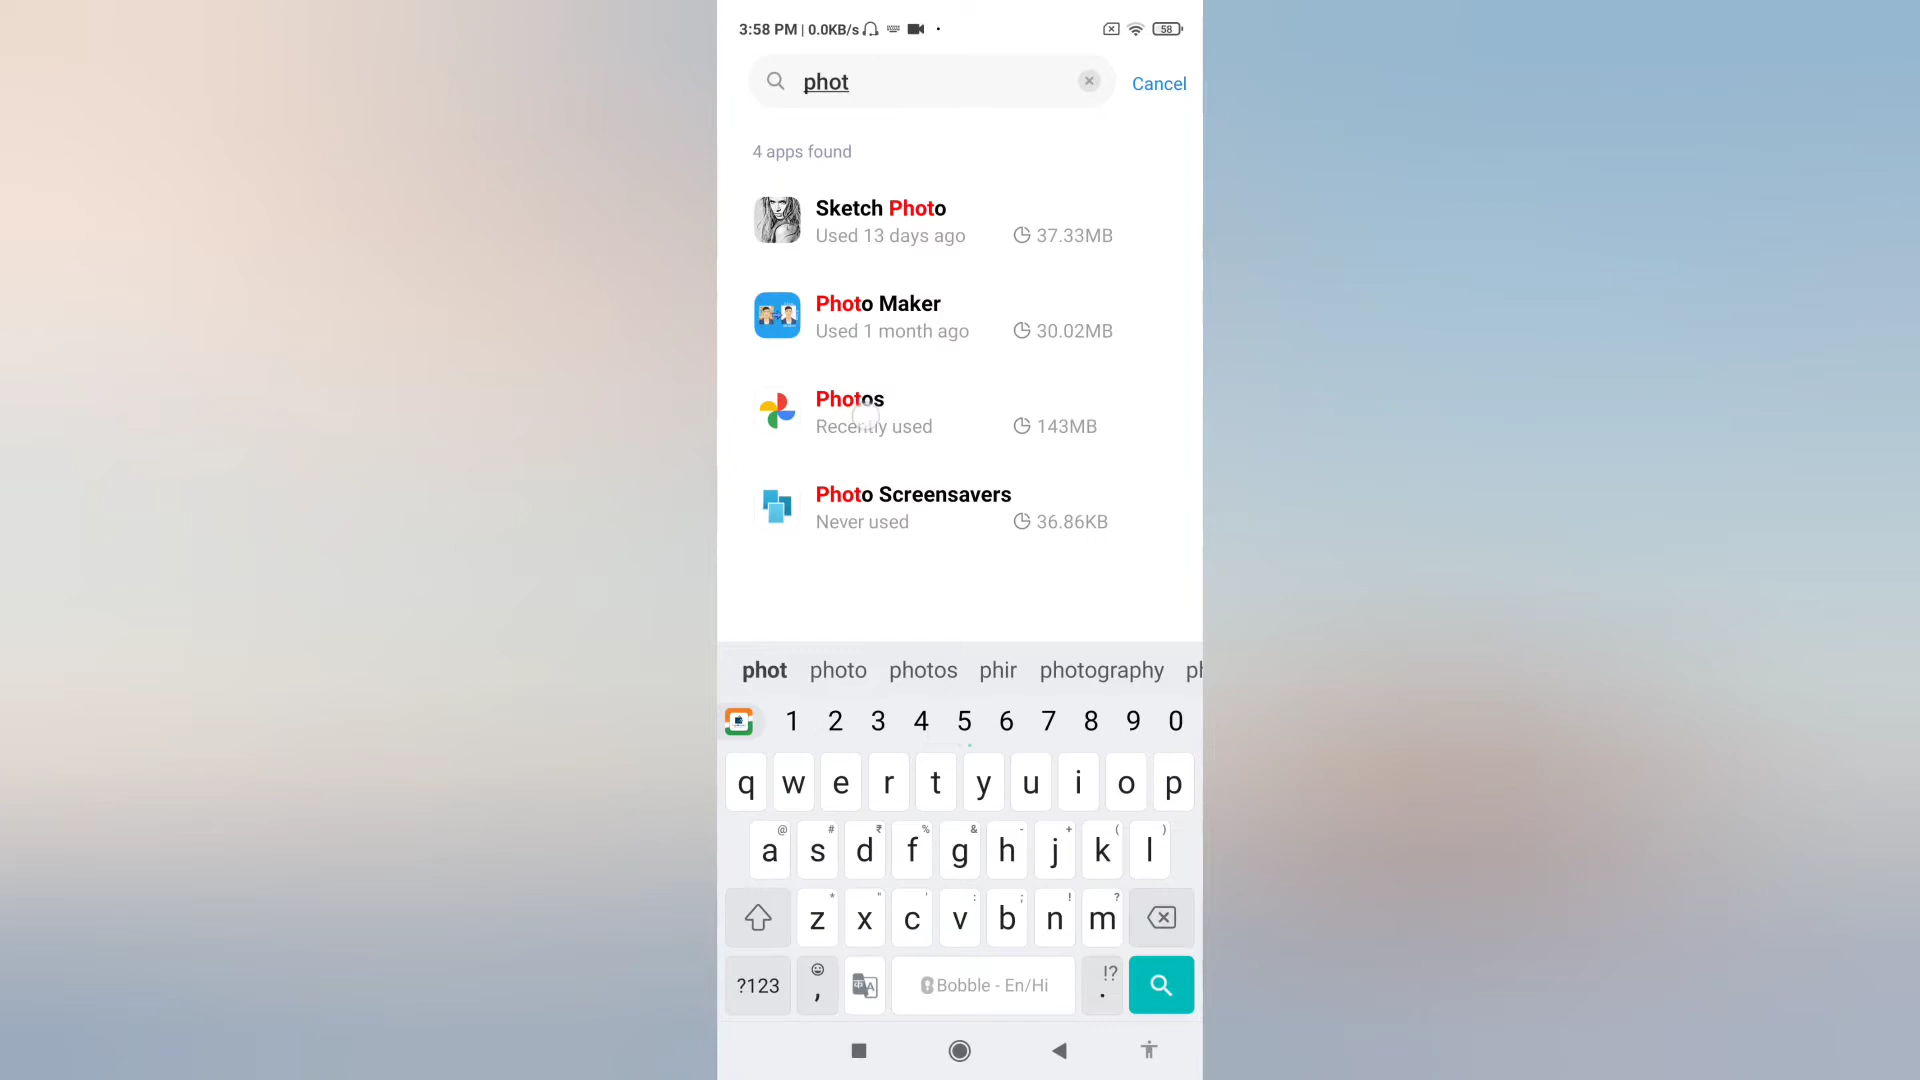 3:58 PM | 0.0KB/s 58
phot
Cancel
4 apps found
Sketch Photo
Used 13 days ago 37.33MB
Photo Maker
Used 1 month ago 30.02MB
Photos
Recently used 143MB
Photo Screensavers
Never used 36.86KB
phot photo photos phir photography
1 2 3 4 5 6 7 8 9 0
q w e r t y u i o p
@ # ₹ % & - + ( )
a s d f g h j k l
* " ' : ; ! ?
z x c v b n m
?123 , क A Bobble - En/Hi !? .